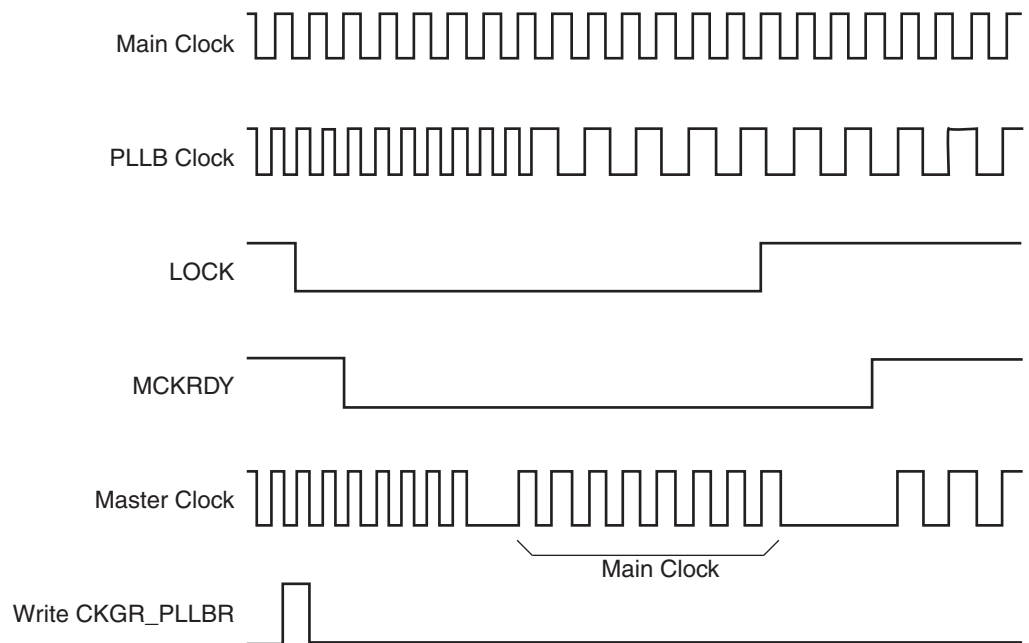 Main Clock
PLLB Clock
LOCK
MCKRDY
Master Clock
Main Clock
Write CKGR_PLLBR